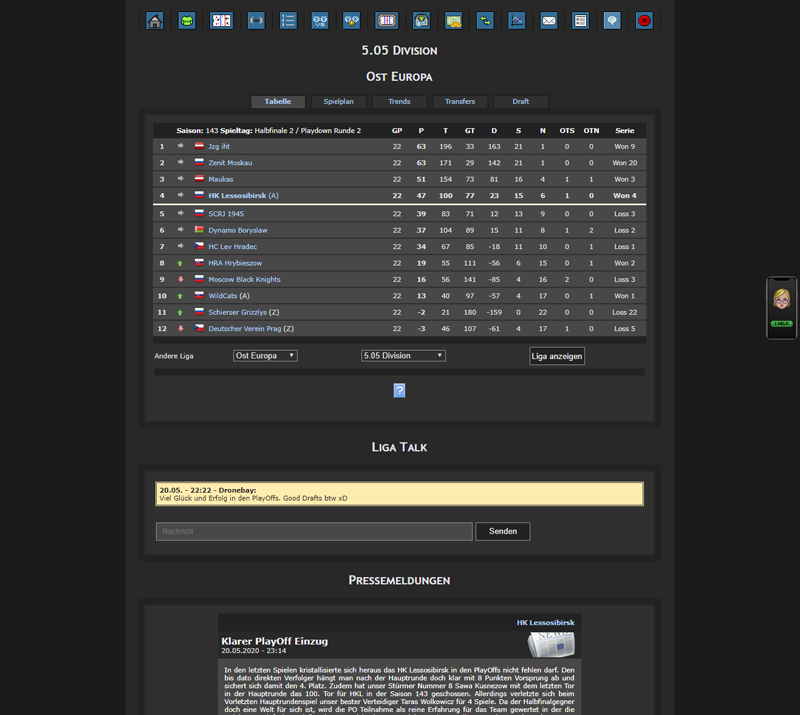 5.05 Division
Ost Europa
Tabelle Spielplan Trends Transfers Draft
Saison: 143 Spieltag: Halbfinale 2 / Playdown Runde 2 GP P T GT D S N OTS OTN Serie
1 Jzg iht 22 63 196 33 163 21 1 0 0 Won 9
2 Zenit Moskau 22 63 171 29 142 21 1 0 0 Won 20
3 Maukas 22 51 154 73 81 16 4 1 1 Won 3
4 HK Lessosibirsk (A) 22 47 100 77 23 15 6 1 0 Won 4
5 SCRJ 1945 22 39 83 71 12 13 9 0 0 Loss 3
6 Dynamo Boryslaw 22 37 104 89 15 11 8 1 2 Loss 2
7 HC Lev Hradec 22 34 67 85 -18 11 10 0 1 Loss 1
8 HRA Hrybieszow 22 19 55 111 -56 6 15 0 1 Won 2
9 Moscow Black Knights 22 16 56 141 -85 4 16 2 0 Loss 3
10 WildCats (A) 22 13 40 97 -57 4 17 0 1 Won 1
11 Schierser Grizzlys (Z) 22 -2 21 180 -159 0 22 0 0 Loss 22
12 Deutscher Verein Prag (Z) 22 -3 46 107 -61 4 17 1 0 Loss 5
Andere Liga Ost Europa 5.05 Division Liga anzeigen
?
Liga Talk
20.05. - 22:22 - Dronebay:
Viel Glück und Erfolg in den PlayOffs. Good Drafts btw xD
Nachricht Senden
Pressemeldungen
HK Lessosibirsk
Klarer PlayOff Einzug
20.05.2020 - 23:14
In den letzten Spielen kristallisierte sich heraus das HK Lessosibirsk in den PlayOffs nicht fehlen darf. Den
bis dato direkten Verfolger hängt man nach der Hauptrunde doch klar mit 8 Punkten Vorsprung ab und
sichert sich damit den 4. Platz. Zudem hat unser Stürmer Nummer 8 Sawa Kusnezow mit dem letzten Tor
in der Hauptrunde das 100. Tor für HKL in der Saison 143 geschossen. Allerdings verletzte sich beim
Vorletzten Hauptrundenspiel unser bester Verteidiger Taras Wolkowicz für 4 Spiele. Da der Halbfinalgegner
doch eine Welt für sich ist, wird die PO Teilnahme als reine Erfahrung für das Team gewertet in der die